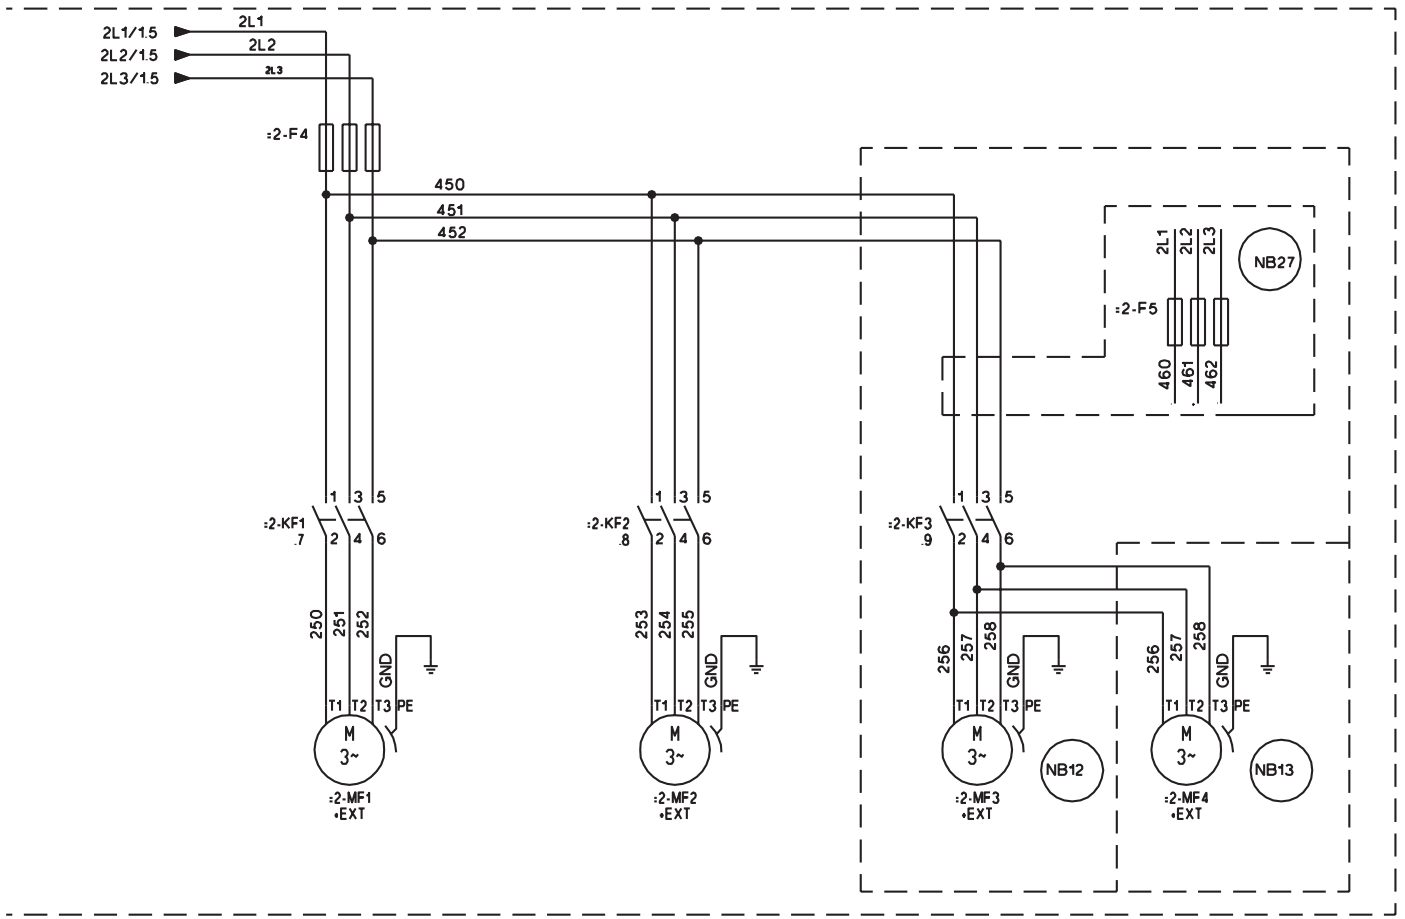 2L1
2L1/1.5
2L2
2L2/1.5
2L3
2L3/1.5
=2-F4
450
451
452
2L1 2L2 2L3
NB27
=2-F5
460 461 462
1 3 5
=2-KF1
.7 2 4 6
1 3 5
=2-KF2
.8 2 4 6
1 3 5
=2-KF3
.9 2 4 6
250 251 252
GND
T1 T2 T3 PE
M
3~
=2-MF1
+EXT
253 254 255
GND
T1 T2 T3 PE
M
3~
=2-MF2
+EXT
256 257 258
GND
T1 T2 T3 PE
M
3~
NB12
=2-MF3
+EXT
256 257 258
GND
T1 T2 T3 PE
M
3~
NB13
=2-MF4
+EXT